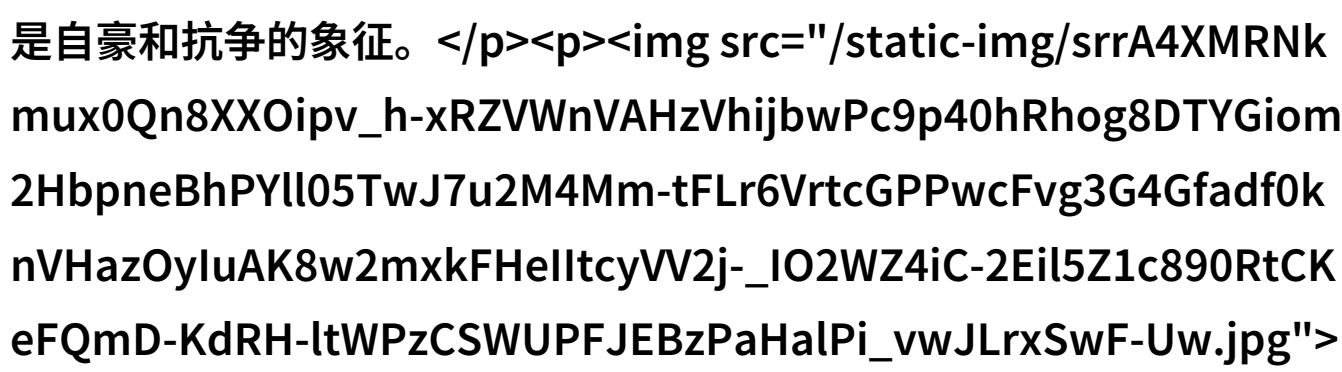 是自豪和抗争的象征。</p><p><img src="/static-img/srrA4XMRNk
mux0Qn8XXOipv_h-xRZVWnVAHzVhijbwPc9p40hRhog8DTYGiom
2HbpneBhPYll05TwJ7u2M4Mm-tFLr6VrtcGPPwcFvg3G4Gfadf0k
nVHazOyIuAK8w2mxkFHeIItcyVV2j-_IO2WZ4iC-2Eil5Z1c890RtCK
eFQmD-KdRH-ltWPzCSWUPFJEBzPaHalPi_vwJLrxSwF-Uw.jpg">